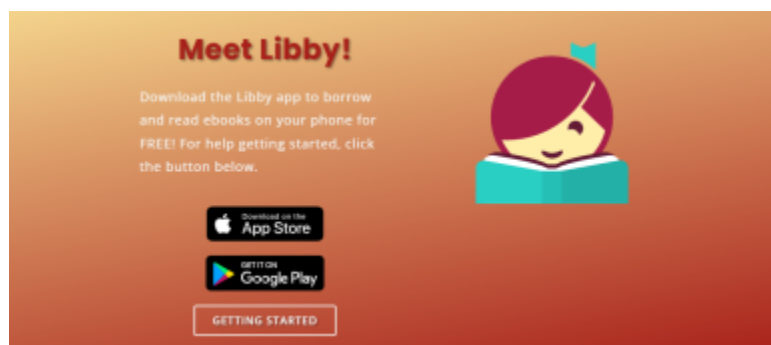 Meet Libby!
Download the Libby app to borrow
and read ebooks on your phone for
FREE! For help getting started, click
the button below.
Download on the
App Store
GET IT ON
Google Play
GETTING STARTED